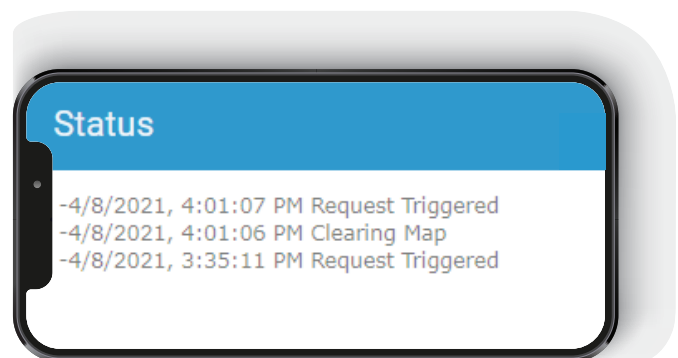 Status
-4/8/2021, 4:01:07 PM Request Triggered
-4/8/2021, 4:01:06 PM Clearing Map
-4/8/2021, 3:35:11 PM Request Triggered